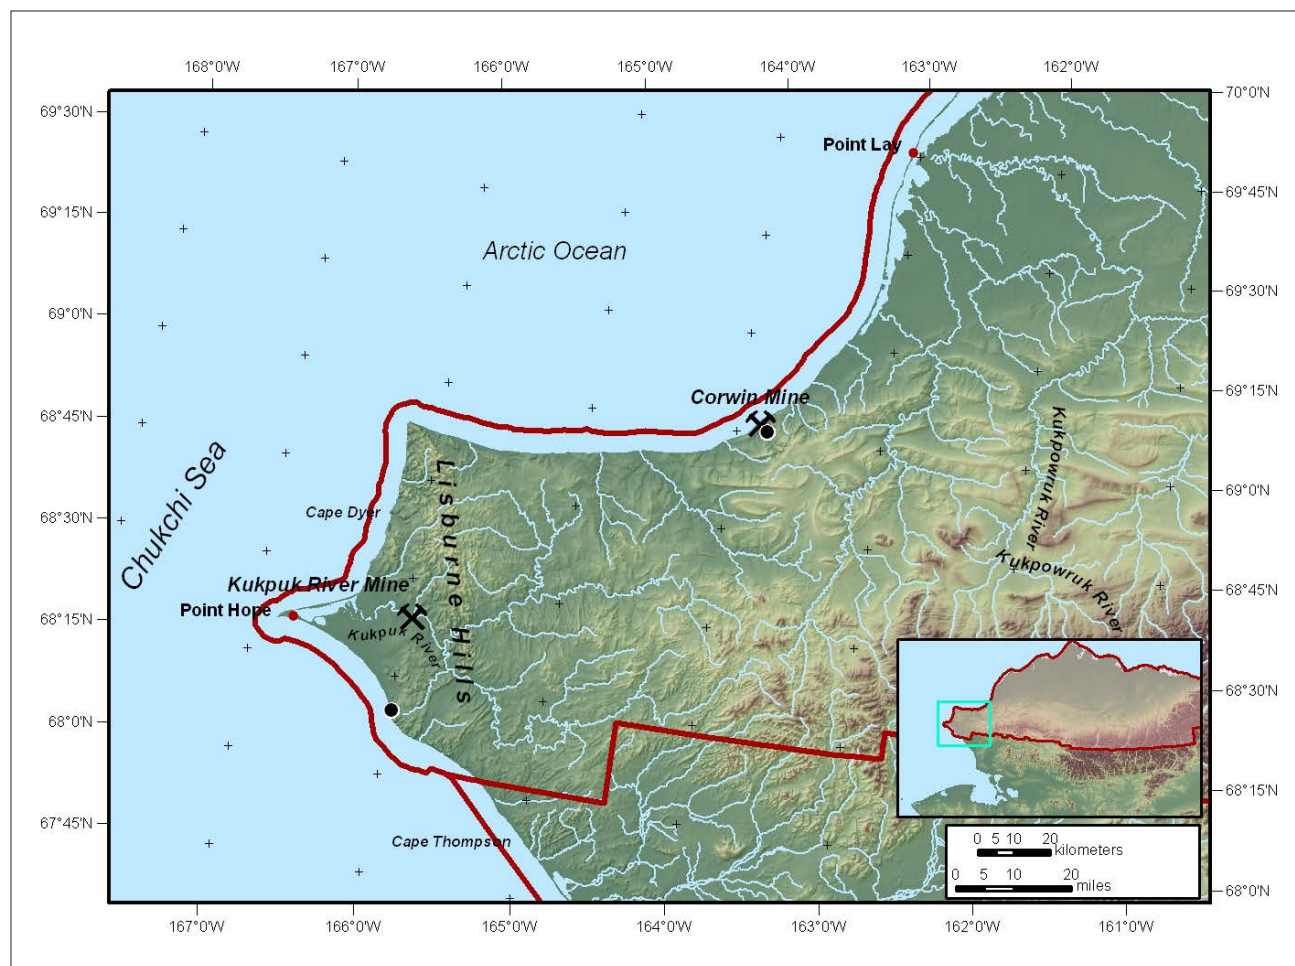 168°0'W
167°0'W
166°0'W
165°0'W
164°0'W
163°0'W
162°0'W
69°30'N
70°0'N
Point Lay
69°15'N
69°45'N
Arctic Ocean
69°0'N
69°30'N
68°45'N
69°15'N
Corwin Mine
Kukpowruk River
Chukchi Sea
Lisburne Hills
68°30'N
69°0'N
Cape Dyer
Kukpowruk River
Kukpuk River Mine
68°45'N
Point Hope
68°15'N
Kukpuk River
68°0'N
68°30'N
67°45'N
68°15'N
Cape Thompson
0 5 10 20
kilometers
0 5 10 20
miles
68°0'N
167°0'W
166°0'W
165°0'W
164°0'W
163°0'W
162°0'W
161°0'W